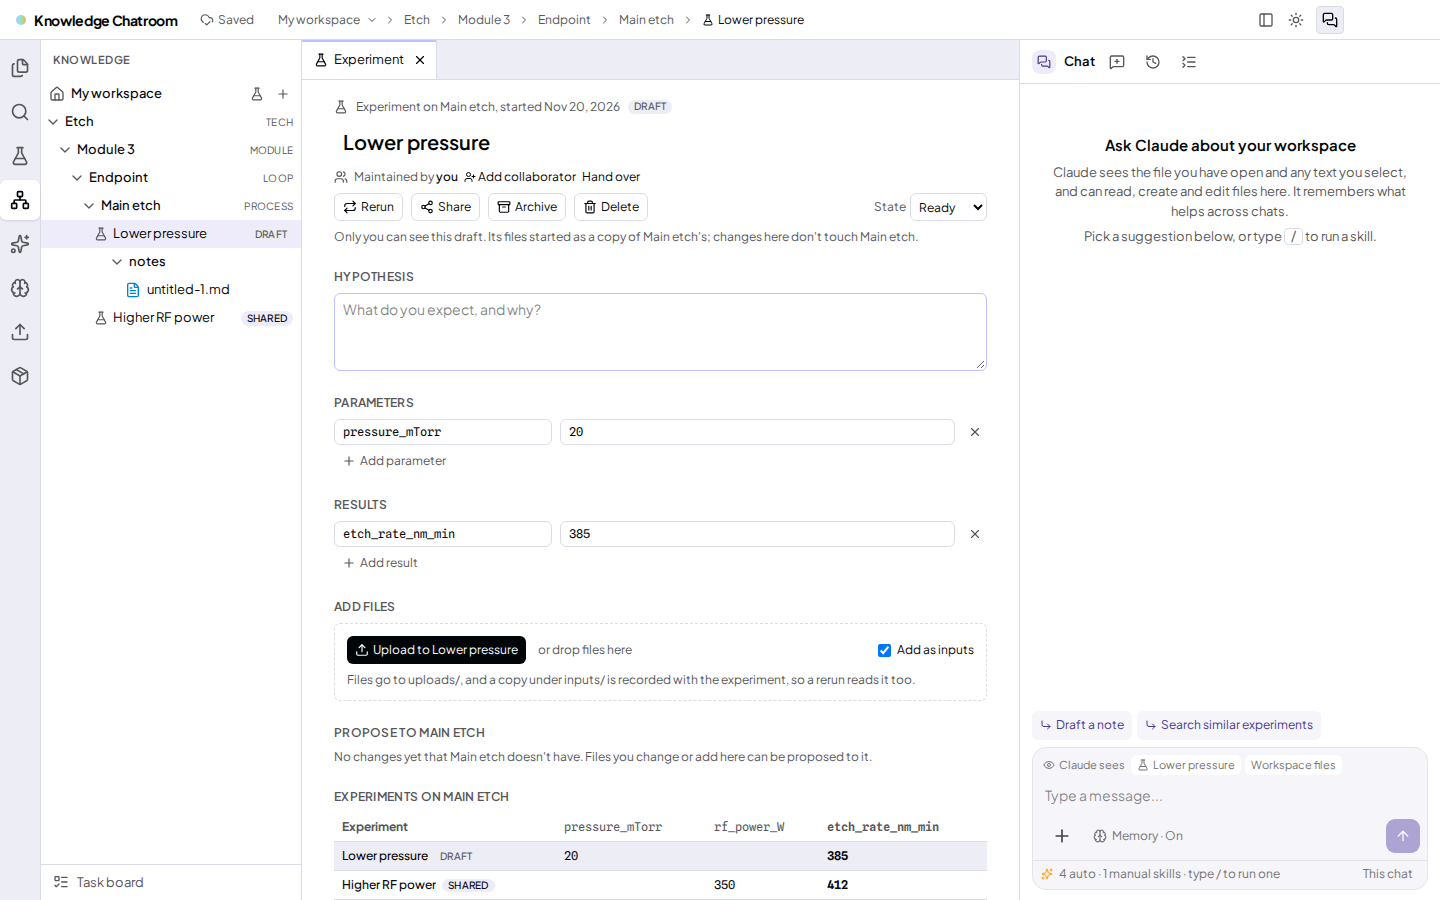 Knowledge Chatroom
Saved
My workspace
Etch
Module 3
Endpoint
Main etch
Lower pressure
KNOWLEDGE
My workspace
Etch
TECH
Module 3
MODULE
Endpoint
LOOP
Main etch
PROCESS
Lower pressure
DRAFT
notes
untitled-1.md
Higher RF power
SHARED
Task board
Experiment
Experiment on Main etch, started Nov 20, 2026
DRAFT
Lower pressure
Maintained by you
Add collaborator
Hand over
Rerun
Share
Archive
Delete
State
Ready
Only you can see this draft. Its files started as a copy of Main etch's; changes here don't touch Main etch.
HYPOTHESIS
What do you expect, and why?
PARAMETERS
pressure_mTorr
20
Add parameter
RESULTS
etch_rate_nm_min
385
Add result
ADD FILES
Upload to Lower pressure
or drop files here
Add as inputs
Files go to uploads/, and a copy under inputs/ is recorded with the experiment, so a rerun reads it too.
PROPOSE TO MAIN ETCH
No changes yet that Main etch doesn't have. Files you change or add here can be proposed to it.
EXPERIMENTS ON MAIN ETCH
Experiment
pressure_mTorr
rf_power_W
etch_rate_nm_min
Lower pressure
DRAFT
20
385
Higher RF power
SHARED
350
412
Chat
Ask Claude about your workspace
Claude sees the file you have open and any text you select,
and can read, create and edit files here. It remembers what
helps across chats.
Pick a suggestion below, or type / to run a skill.
Draft a note
Search similar experiments
Claude sees
Lower pressure
Workspace files
Type a message...
Memory · On
4 auto · 1 manual skills · type / to run one
This chat